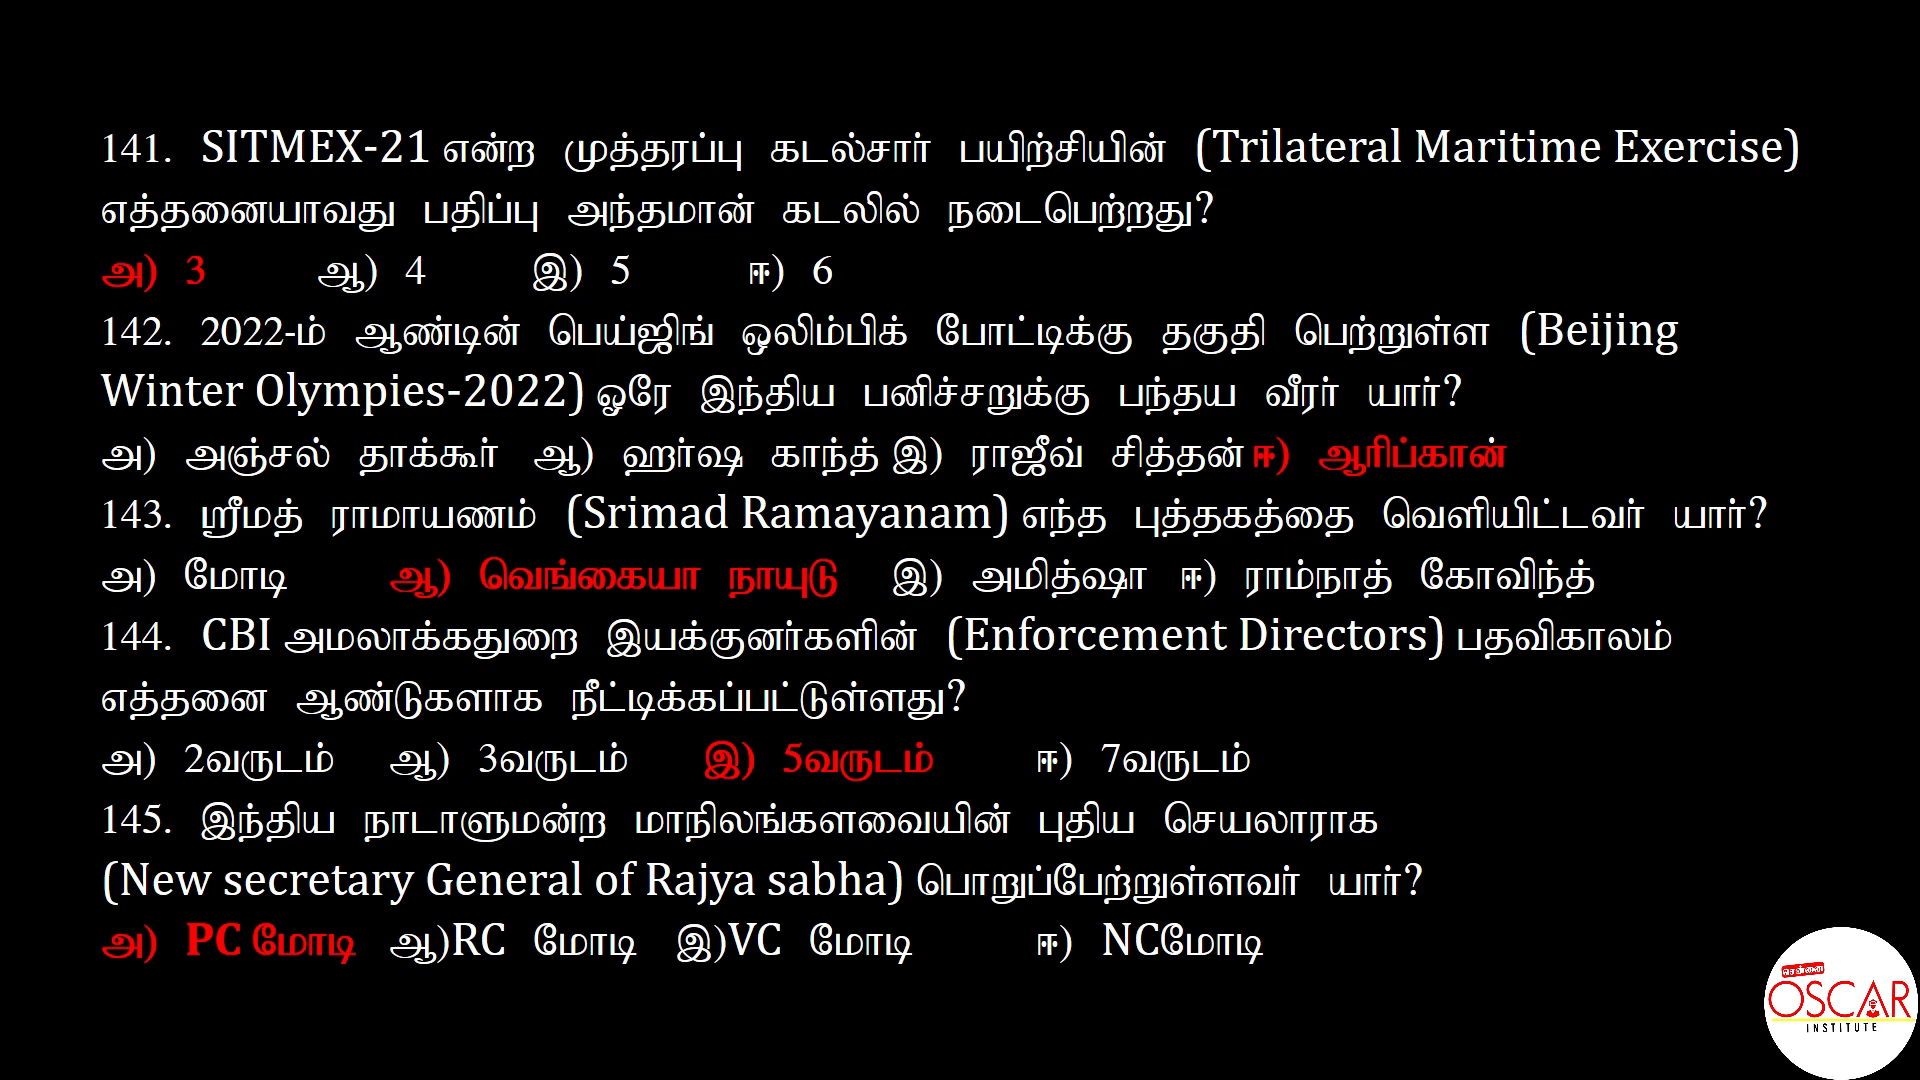 141. SITMEX-21 என்ற முத்தரப்பு கடல்சார் பயிற்சியின் (Trilateral Maritime Exercise)
எத்தனையாவது பதிப்பு அந்தமான் கடலில் நடைபெற்றது?
அ) 3 ஆ) 4 இ) 5 ஈ) 6
142. 2022-ம் ஆண்டின் பெய்ஜிங் ஒலிம்பிக் போட்டிக்கு தகுதி பெற்றுள்ள (Beijing
Winter Olympies-2022) ஓரே இந்திய பனிச்சறுக்கு பந்தய வீரர் யார்?
அ) அஞ்சல் தாக்கூர் ஆ) ஹர்ஷ காந்த் இ) ராஜீவ் சித்தன் ஈ) ஆரிப்கான்
143. ஸ்ரீமத் ராமாயணம் (Srimad Ramayanam) எந்த புத்தகத்தை வெளியிட்டவர் யார்?
அ) மோடி ஆ) வெங்கையா நாயுடு இ) அமித்ஷா ஈ) ராம்நாத் கோவிந்த்
144. CBI அமலாக்கதுறை இயக்குனர்களின் (Enforcement Directors) பதவிகாலம்
எத்தனை ஆண்டுகளாக நீட்டிக்கப்பட்டுள்ளது?
அ) 2வருடம் ஆ) 3வருடம் இ) 5வருடம் ஈ) 7வருடம்
145. இந்திய நாடாளுமன்ற மாநிலங்களவையின் புதிய செயலாராக
(New secretary General of Rajya sabha) பொறுப்பேற்றுள்ளவர் யார்?
அ) PC மோடி ஆ)RC மோடி இ)VC மோடி ஈ) NCமோடி
சென்னை
OSCAR
INSTITUTE